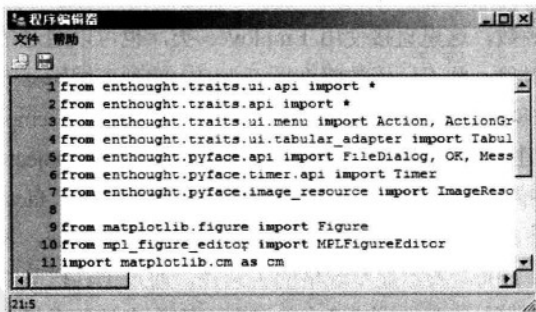 程序编辑器
文件 帮助
1 from enthought.traits.ui.api import *
2 from enthought.traits.api import *
3 from enthought.traits.ui.menu import Action, ActionGr
4 from enthought.traits.ui.tabular_adapter import Tabul
5 from enthought.pyface.api import FileDialog, OK, Mess
6 from enthought.pyface.timer.api import Timer
7 from enthought.pyface.image_resource import ImageReso
8
9 from matplotlib.figure import Figure
10 from mpl_figure_editor import MPLFigureEditor
11 import matplotlib.cm as cm
21:5